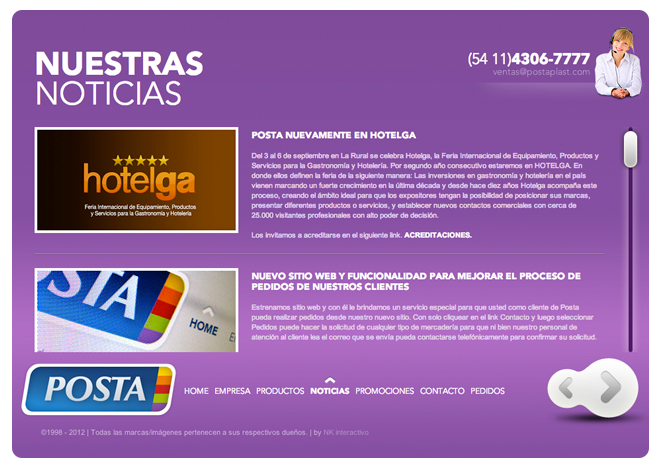 NUESTRAS
NOTICIAS
(54 11)4306-7777
ventas@postaplast.com
hotelga
Feria Internacional de Equipamiento, Productos
y Servicios para la Gastronomía y Hotelería
POSTA NUEVAMENTE EN HOTELGA
Del 3 al 6 de septiembre en La Rural se celebra Hotelga, la Feria Internacional de Equipamiento, Productos y
Servicios para la Gastronomía y Hotelería. Por segundo año consecutivo estaremos en HOTELGA. En
donde ellos definen la feria de la siguiente manera: Las inversiones en gastronomía y hotelería en el país
vienen marcando un fuerte crecimiento en la última década y desde hace diez años Hotelga acompaña este
proceso, creando el ámbito ideal para que los expositores tengan la posibilidad de posicionar sus marcas,
presentar diferentes productos o servicios, y establecer nuevos contactos comerciales con cerca de
25.000 visitantes profesionales con alto poder de decisión.
Los invitamos a acreditarse en el siguiente link. ACREDITACIONES.
STA
HOME
NUEVO SITIO WEB Y FUNCIONALIDAD PARA MEJORAR EL PROCESO DE
PEDIDOS DE NUESTROS CLIENTES
Estrenamos sitio web y con él le brindamos un servicio especial para que usted como cliente de Posta
pueda realizar pedidos desde nuestro nuevo sitio. Con solo cliquear en el link Contacto y luego seleccionar
Pedidos puede hacer la solicitud de cualquier tipo de mercadería para que ni bien nuestro personal de
atención al cliente lea el correo que se envía pueda contactarse telefónicamente para confirmar su solicitud.
POSTA
HOME EMPRESA PRODUCTOS NOTICIAS PROMOCIONES CONTACTO PEDIDOS
©1998 - 2012 | Todas las marcas/imágenes pertenecen a sus respectivos dueños. | by NK interactivo